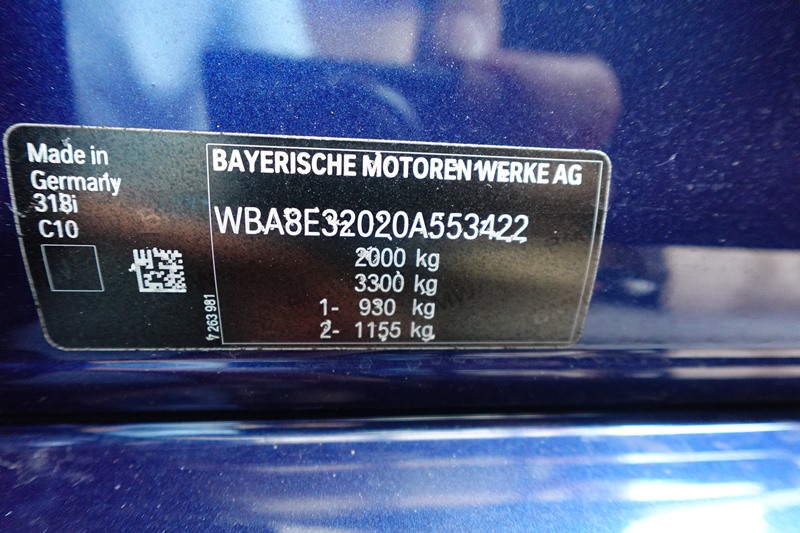 Made in
Germany
318i
C10
7 263 981
BAYERISCHE MOTOREN WERKE AG
WBA8E32020A553422
2000 kg
3300 kg
1- 930 kg
2- 1155 kg